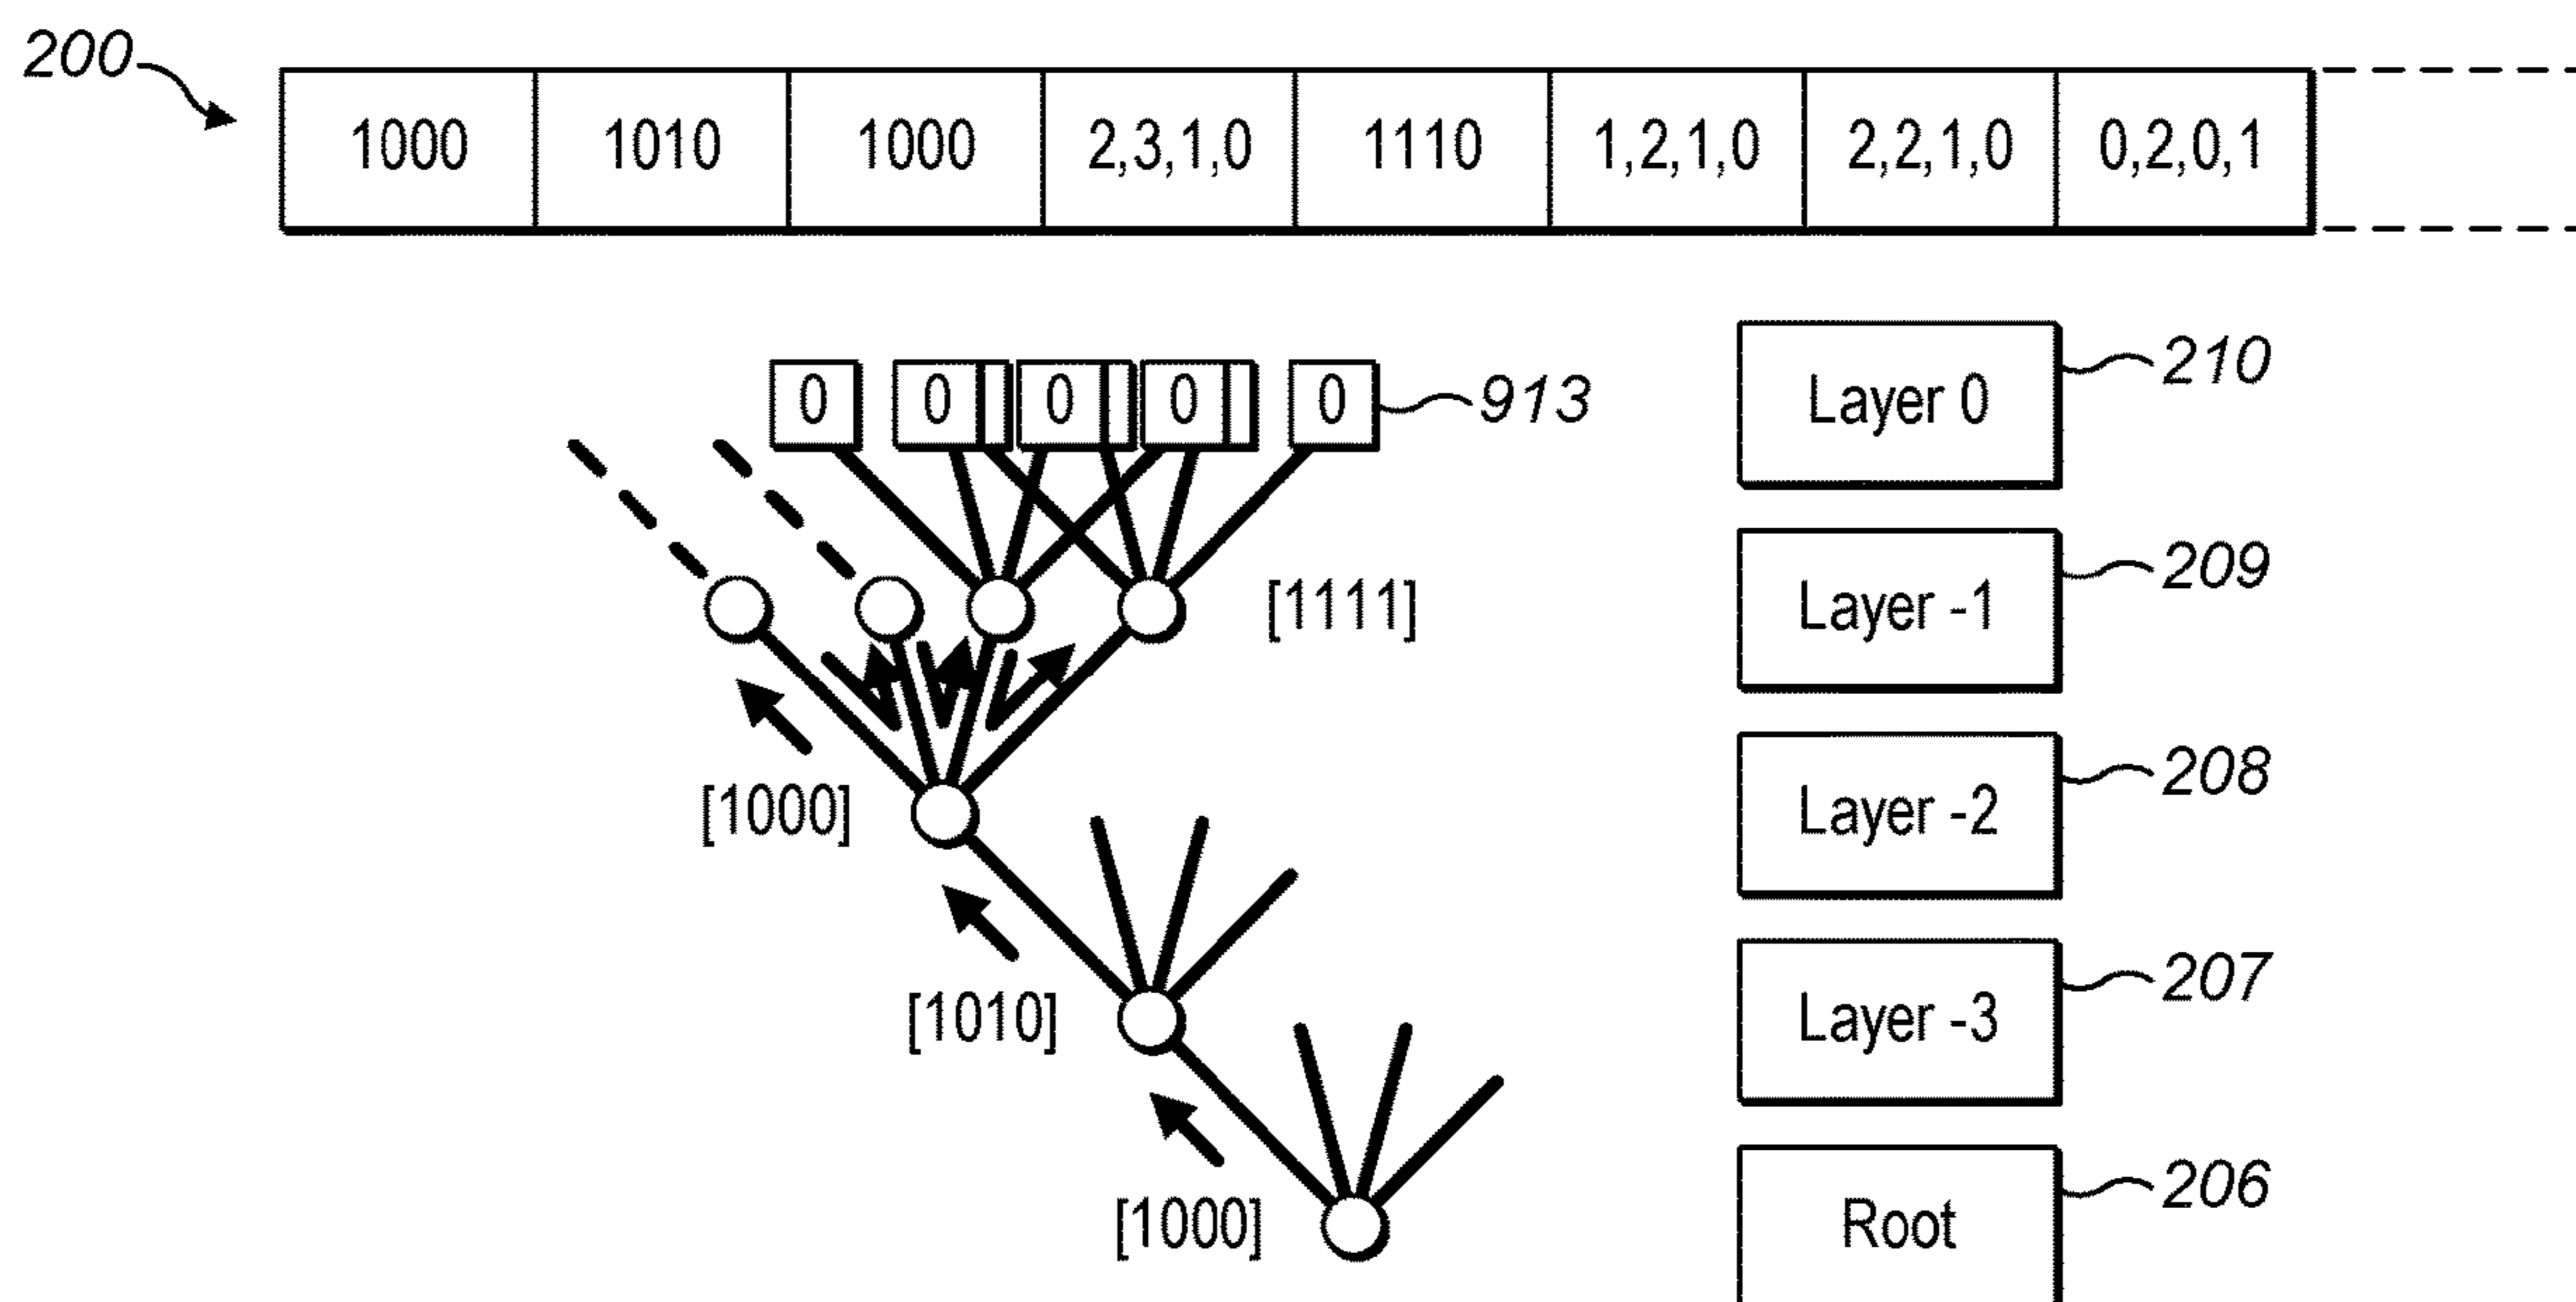 200
1000 1010 1000 2,3,1,0 1110 1,2,1,0 2,2,1,0 0,2,0,1
0 0 0 0 0 913
Layer 0 210
[1111]
Layer -1 209
[1000]
Layer -2 208
[1010]
Layer -3 207
[1000]
Root 206